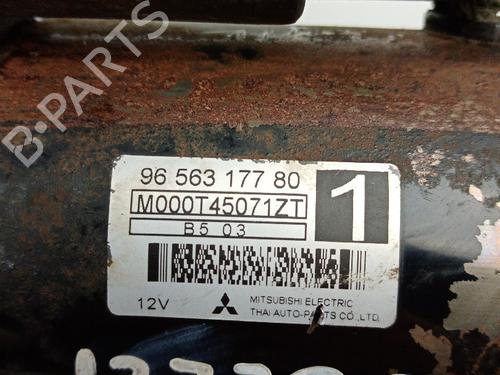 B-PARTS
96 563 177 80
M000T45071ZT
1
B5 03
12V
MITSUBISHI ELECTRIC
THAI AUTO-PARTS CO.,LTD.